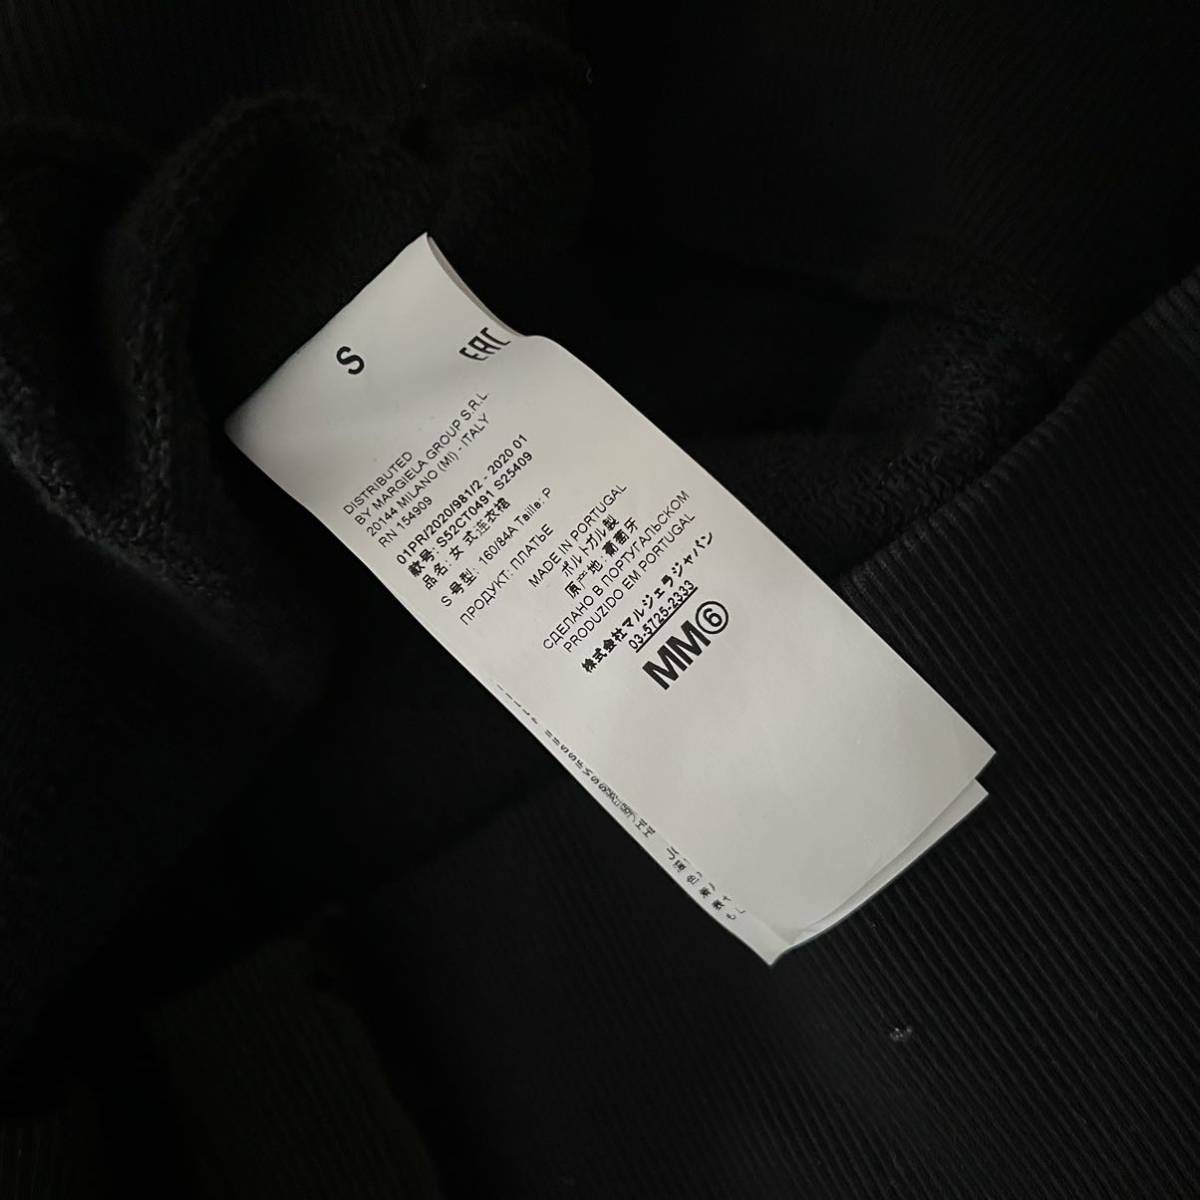 S
EAC
DISTRIBUTED
BY MARGIELA GROUP S.R.L
20144 MILANO (MI) - ITALY
RN 154909
01PR/2020/981/2 - 2020 01
款号: S52CT0491 S25409
品名: 女式连衣裙
S 号型: 160/84A Taille: P
ПРОДУКТ: ПЛАТЬЕ
MADE IN PORTUGAL
ポルトガル製
原产地: 葡萄牙
СДЕЛАНО В ПОРТУГАЛЬСКОМ
PRODUZIDO EM PORTUGAL
株式会社マルジェラジャパン
03-5725-2333
MM⑥